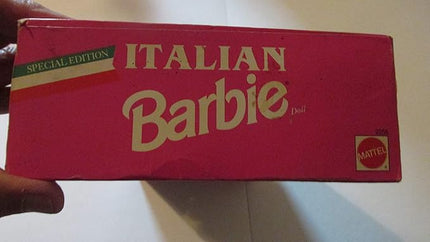 SPECIAL EDITION
ITALIAN
Barbie
Doll
MATTEL